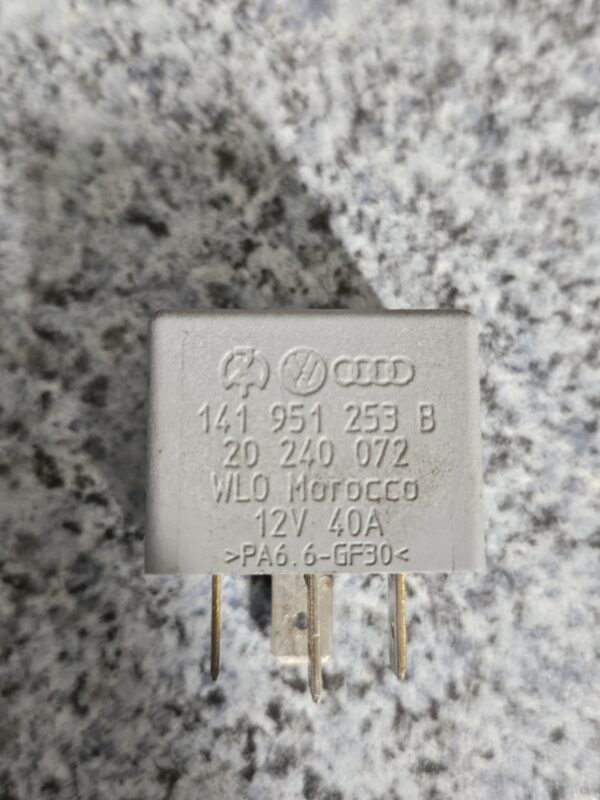 141 951 253 B
20 240 072
WLO Morocco
12V 40A
>PA6.6-GF30<